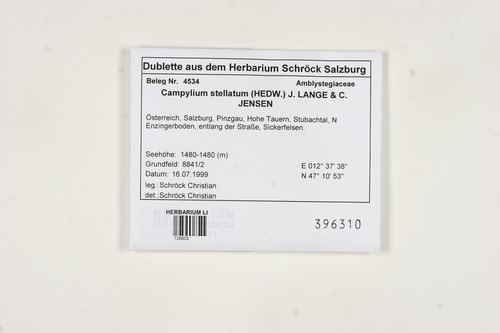 Dublette aus dem Herbarium Schröck Salzburg
Beleg Nr. 4534 Amblystegiaceae
Campylium stellatum (HEDW.) J. LANGE & C.
JENSEN
Österreich, Salzburg, Pinzgau, Hohe Tauern, Stubachtal, N
Enzingerboden, entlang der Straße, Sickerfelsen.
Seehöhe: 1480-1480 (m)
Grundfeld: 8841/2 E 012° 37' 38"
Datum: 16.07.1999 N 47° 10' 53"
leg.: Schröck Christian
det.: Schröck Christian
HERBARIUM LI
396310